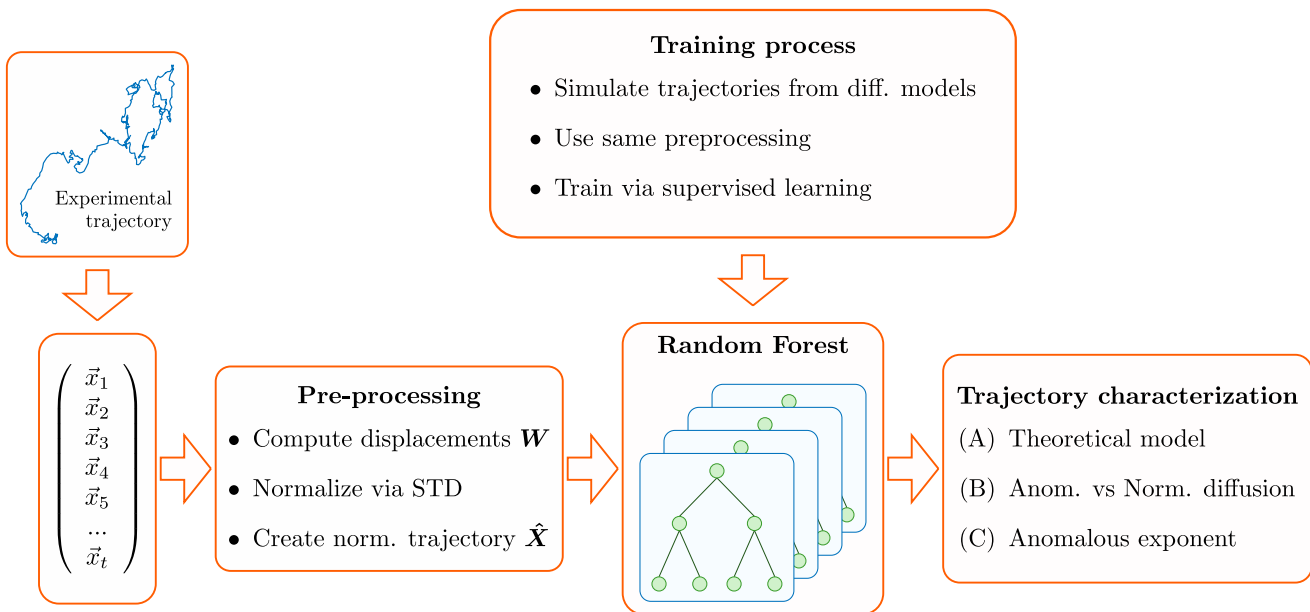 Training process
• Simulate trajectories from diff. models
• Use same preprocessing
• Train via supervised learning
Experimental
trajectory
x⃗₁
x⃗₂
x⃗₃
x⃗₄
x⃗₅
...
x⃗ₜ
Pre-processing
• Compute displacements W
• Normalize via STD
• Create norm. trajectory X̂
Random Forest
Trajectory characterization
(A) Theoretical model
(B) Anom. vs Norm. diffusion
(C) Anomalous exponent